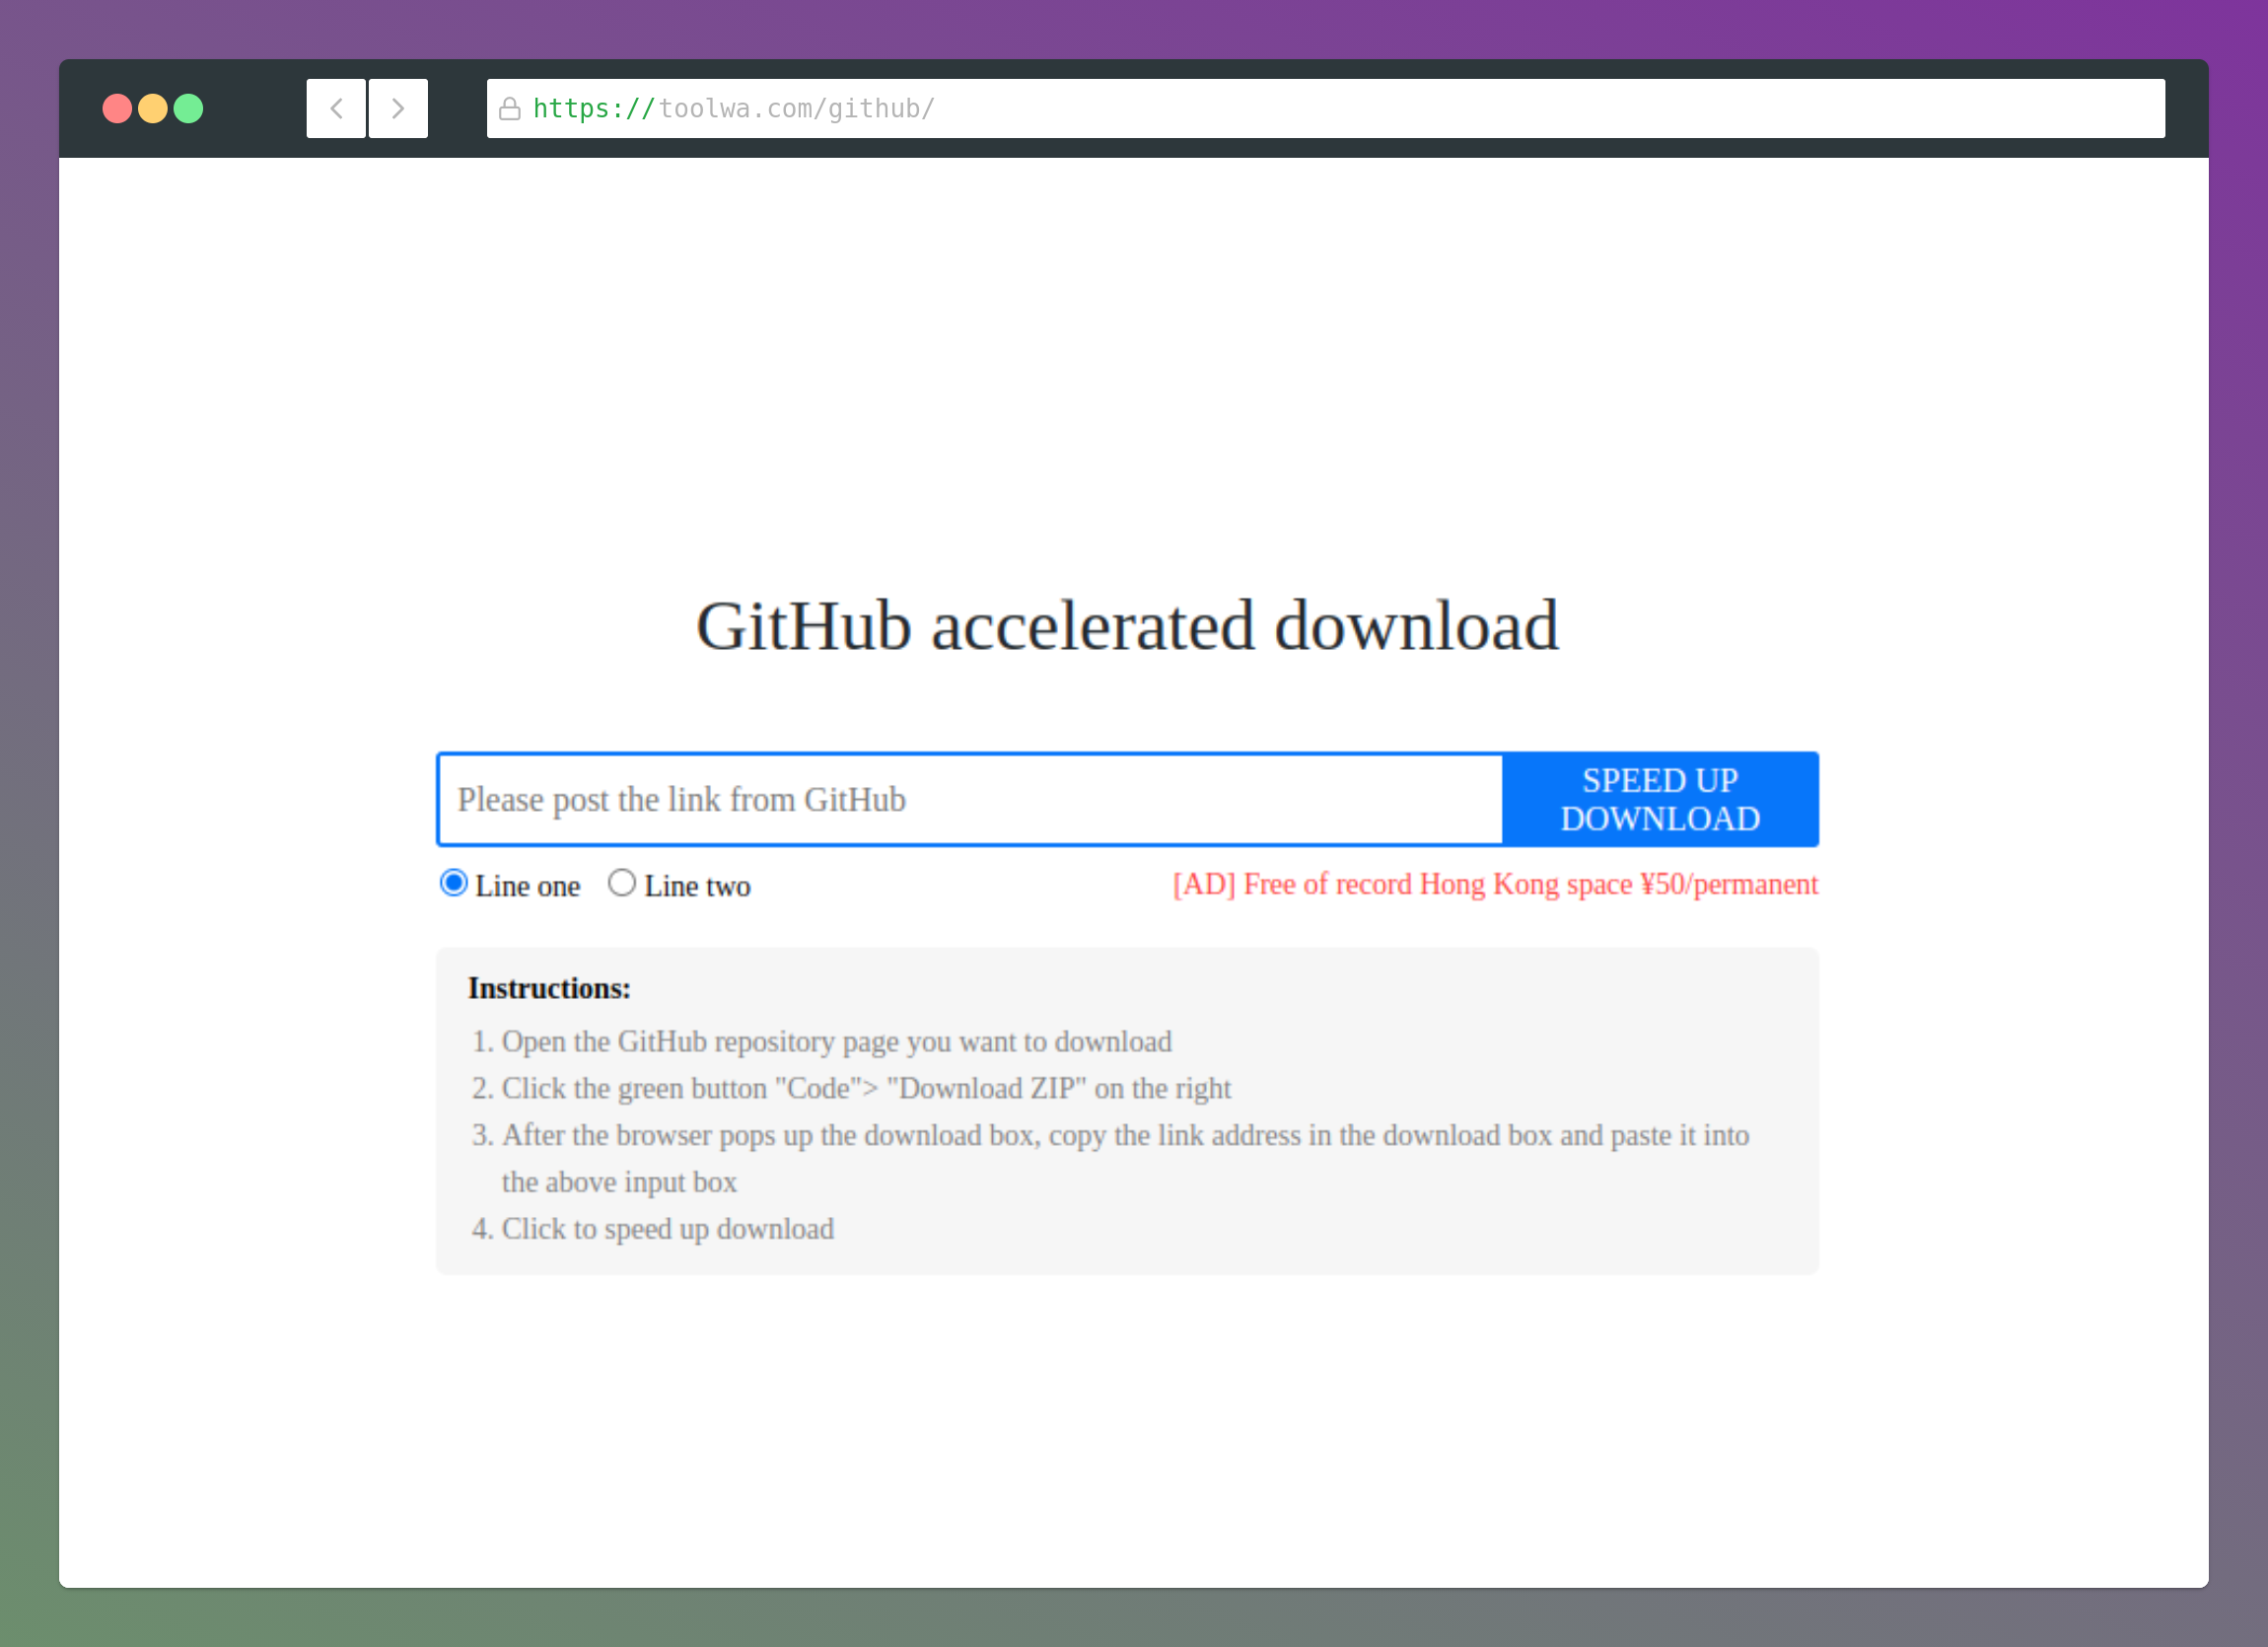 https://toolwa.com/github/
GitHub accelerated download
Please post the link from GitHub
SPEED UP
DOWNLOAD
Line one
Line two
[AD] Free of record Hong Kong space ¥50/permanent
Instructions:
1. Open the GitHub repository page you want to download
2. Click the green button "Code"> "Download ZIP" on the right
3. After the browser pops up the download box, copy the link address in the download box and paste it into
the above input box
4. Click to speed up download